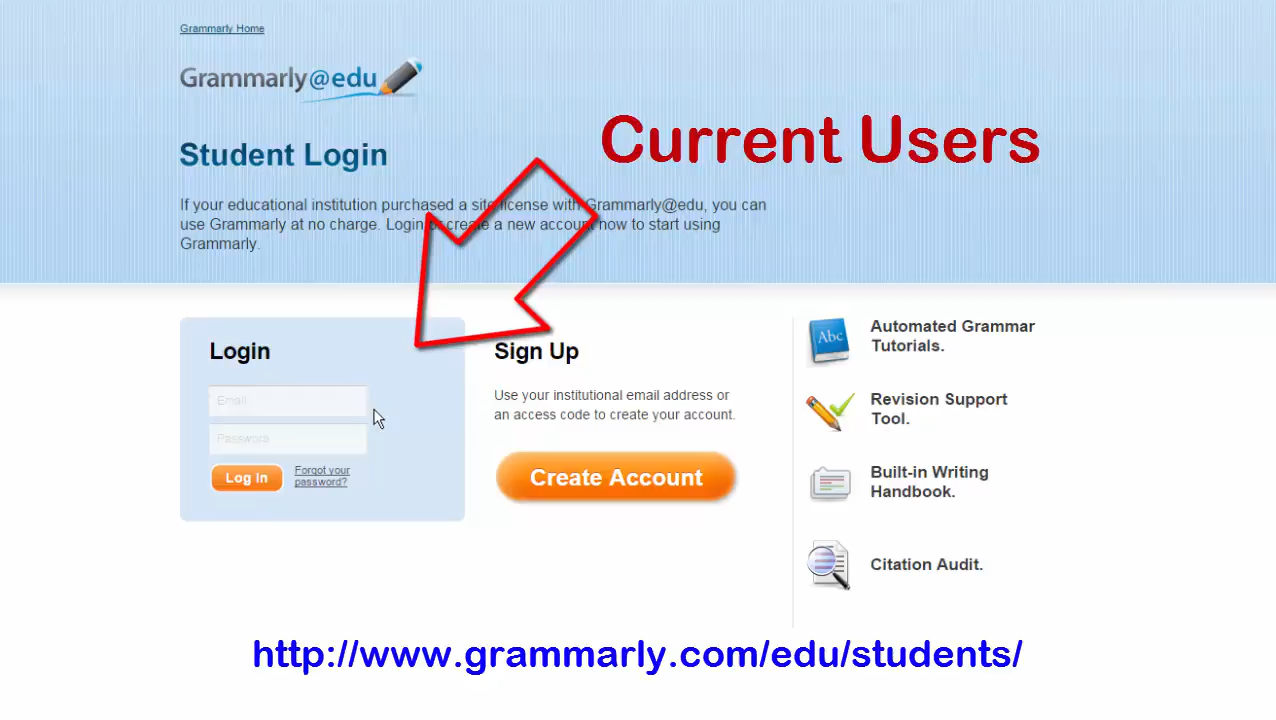 Grammarly Home
Grammarly@edu
Current Users
Student Login
If your educational institution purchased a site license with Grammarly@edu, you can
use Grammarly at no charge. Login or create a new account now to start using
Grammarly.
Login
Email
Password
Log In
Forgot your
password?
Sign Up
Use your institutional email address or
an access code to create your account.
Create Account
Abc
Automated Grammar
Tutorials.
Revision Support
Tool.
Built-in Writing
Handbook.
Citation Audit.
http://www.grammarly.com/edu/students/